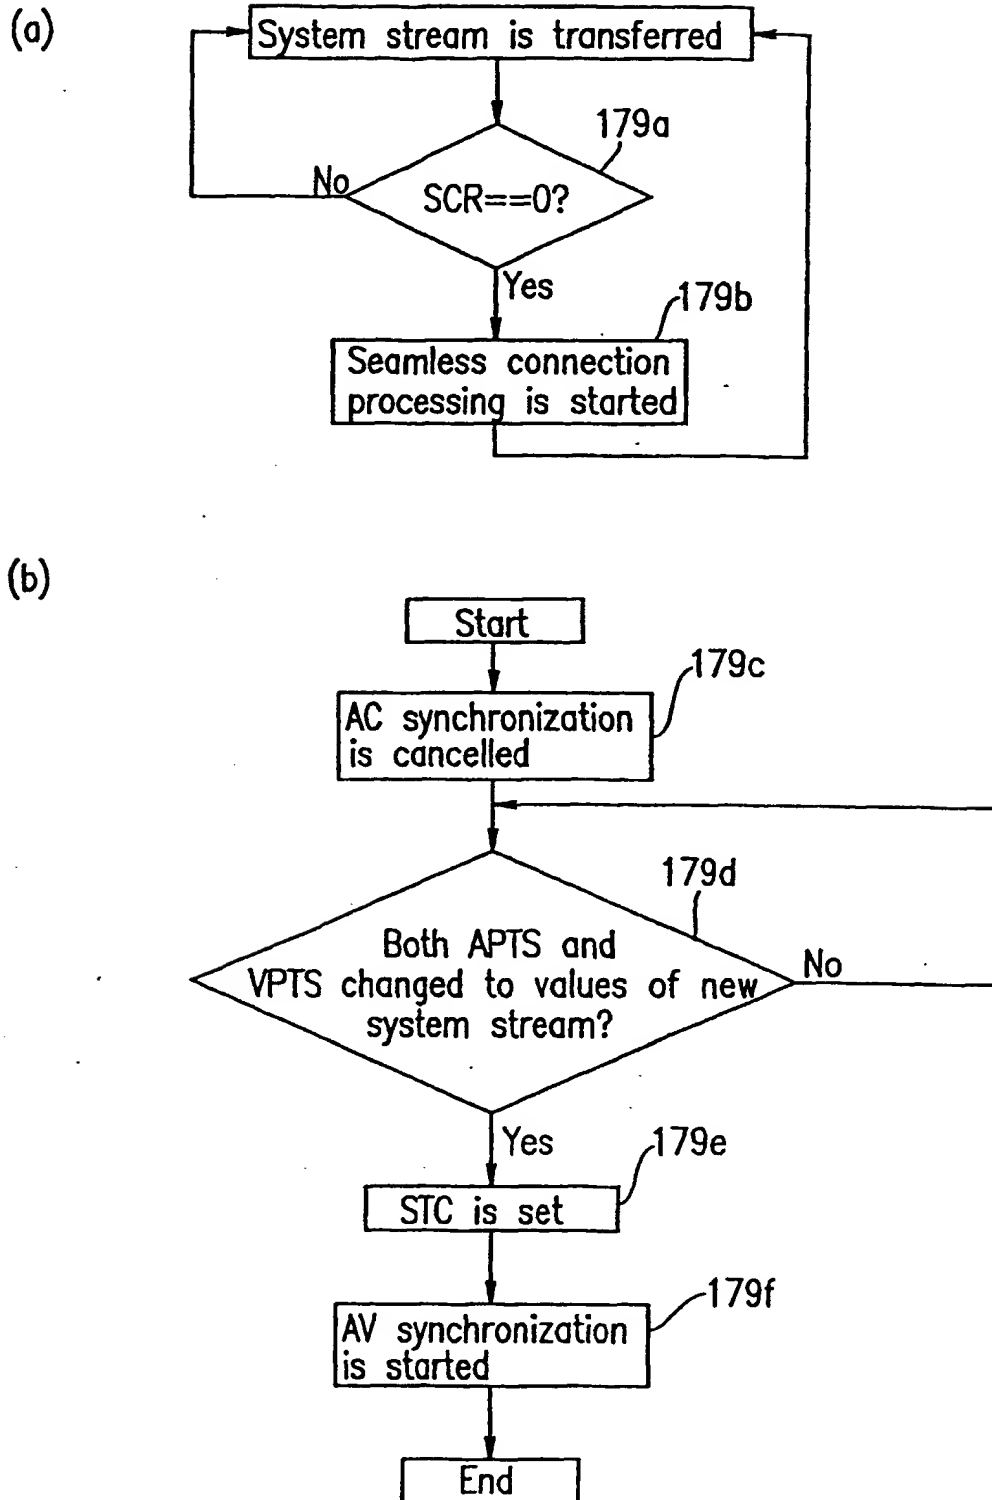 (a)
System stream is transferred
179a
No
SCR==0?
Yes
179b
Seamless connection
processing is started
(b)
Start
179c
AC synchronization
is cancelled
179d
Both APTS and
VPTS changed to values of new
system stream?
No
Yes
179e
STC is set
179f
AV synchronization
is started
End